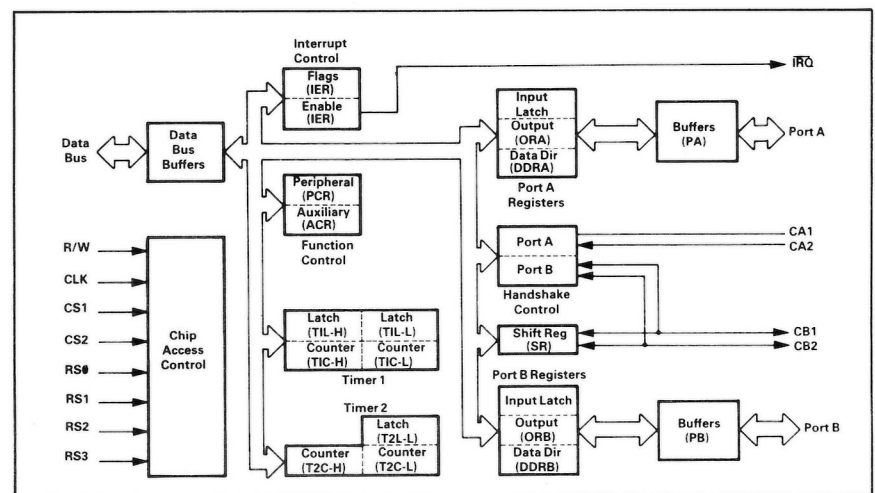 Interrupt
Control
Flags
(IER)
Enable
(IER)
IRQ
Data
Bus
Data
Bus
Buffers
Input
Latch
Output
(ORA)
Data Dir
(DDRA)
Port A
Registers
Buffers
(PA)
Port A
Peripheral
(PCR)
Auxiliary
(ACR)
Function
Control
Port A
Port B
Handshake
Control
CA1
CA2
R/W
CLK
CS1
CS2
RS0
RS1
RS2
RS3
Chip
Access
Control
Latch
(TIL-H)
Latch
(TIL-L)
Counter
(TIC-H)
Counter
(TIC-L)
Timer 1
Shift Reg
(SR)
CB1
CB2
Timer 2
Latch
(T2L-L)
Counter
(T2C-H)
Counter
(T2C-L)
Port B Registers
Input Latch
Output
(ORB)
Data Dir
(DDRB)
Buffers
(PB)
Port B